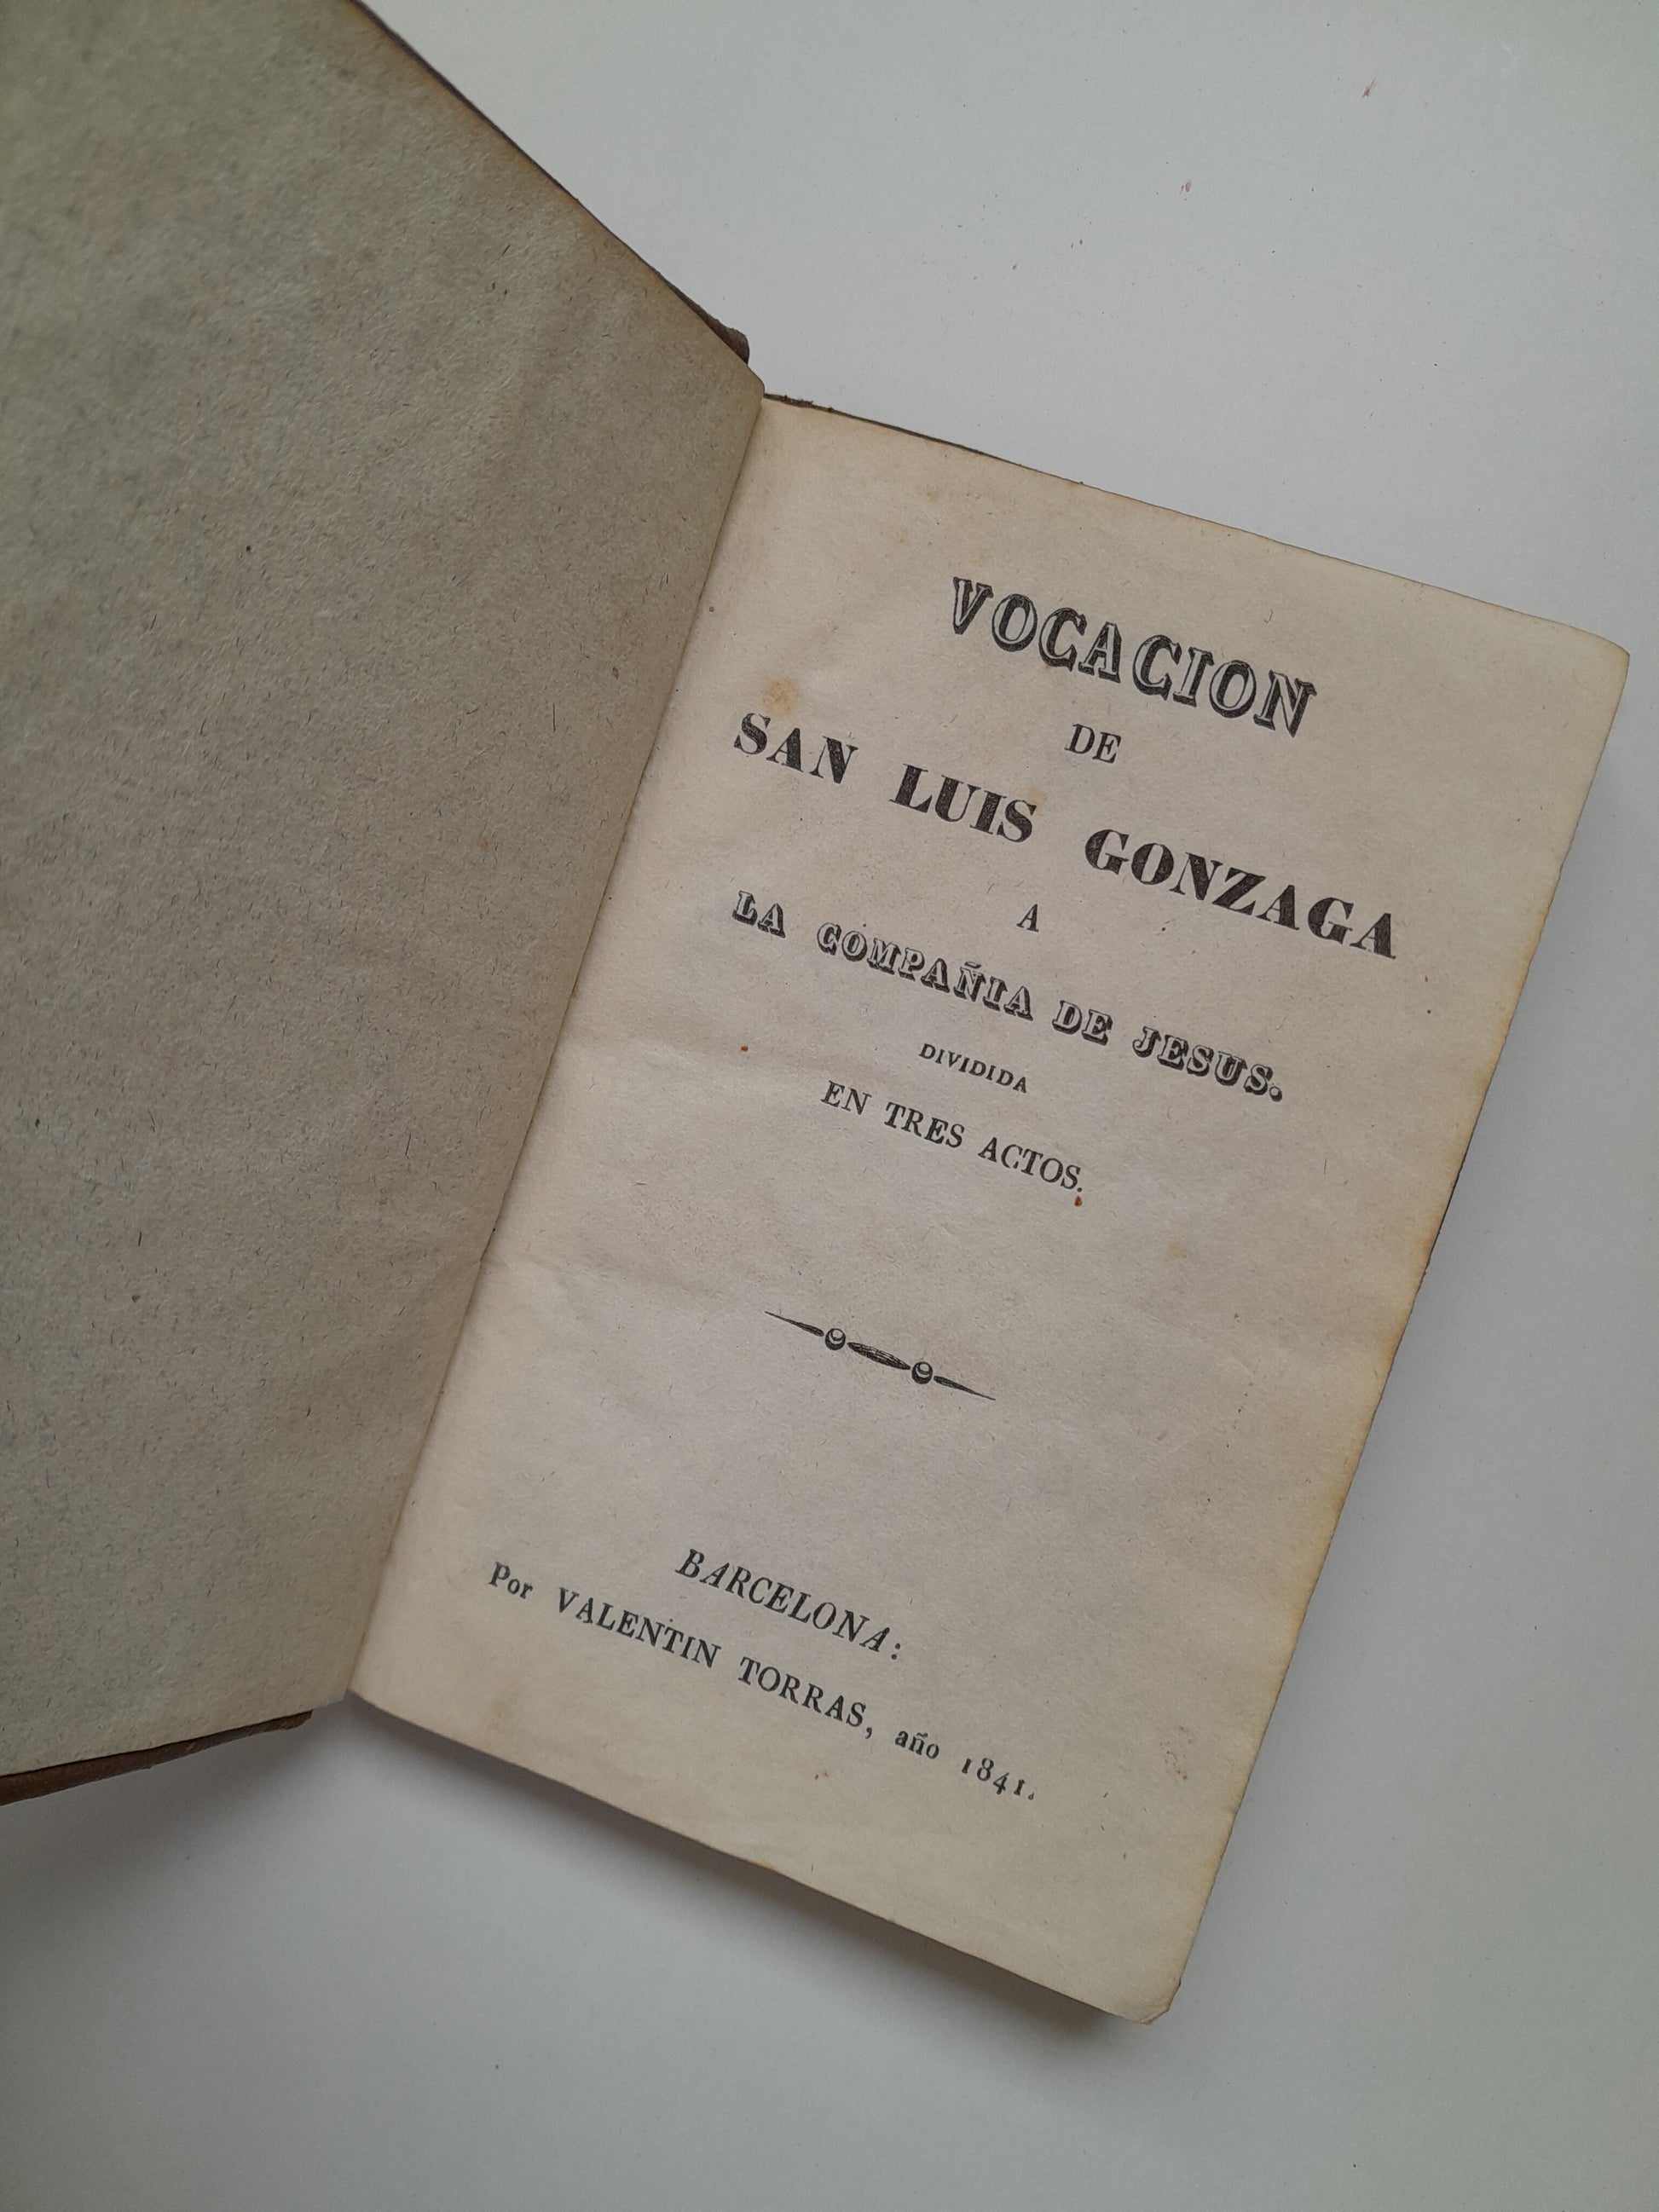 VOCACION
DE
SAN LUIS GONZAGA
A
LA COMPAÑIA DE JESUS.
DIVIDIDA
EN TRES ACTOS.
BARCELONA:
Por VALENTIN TORRAS, año 1841.